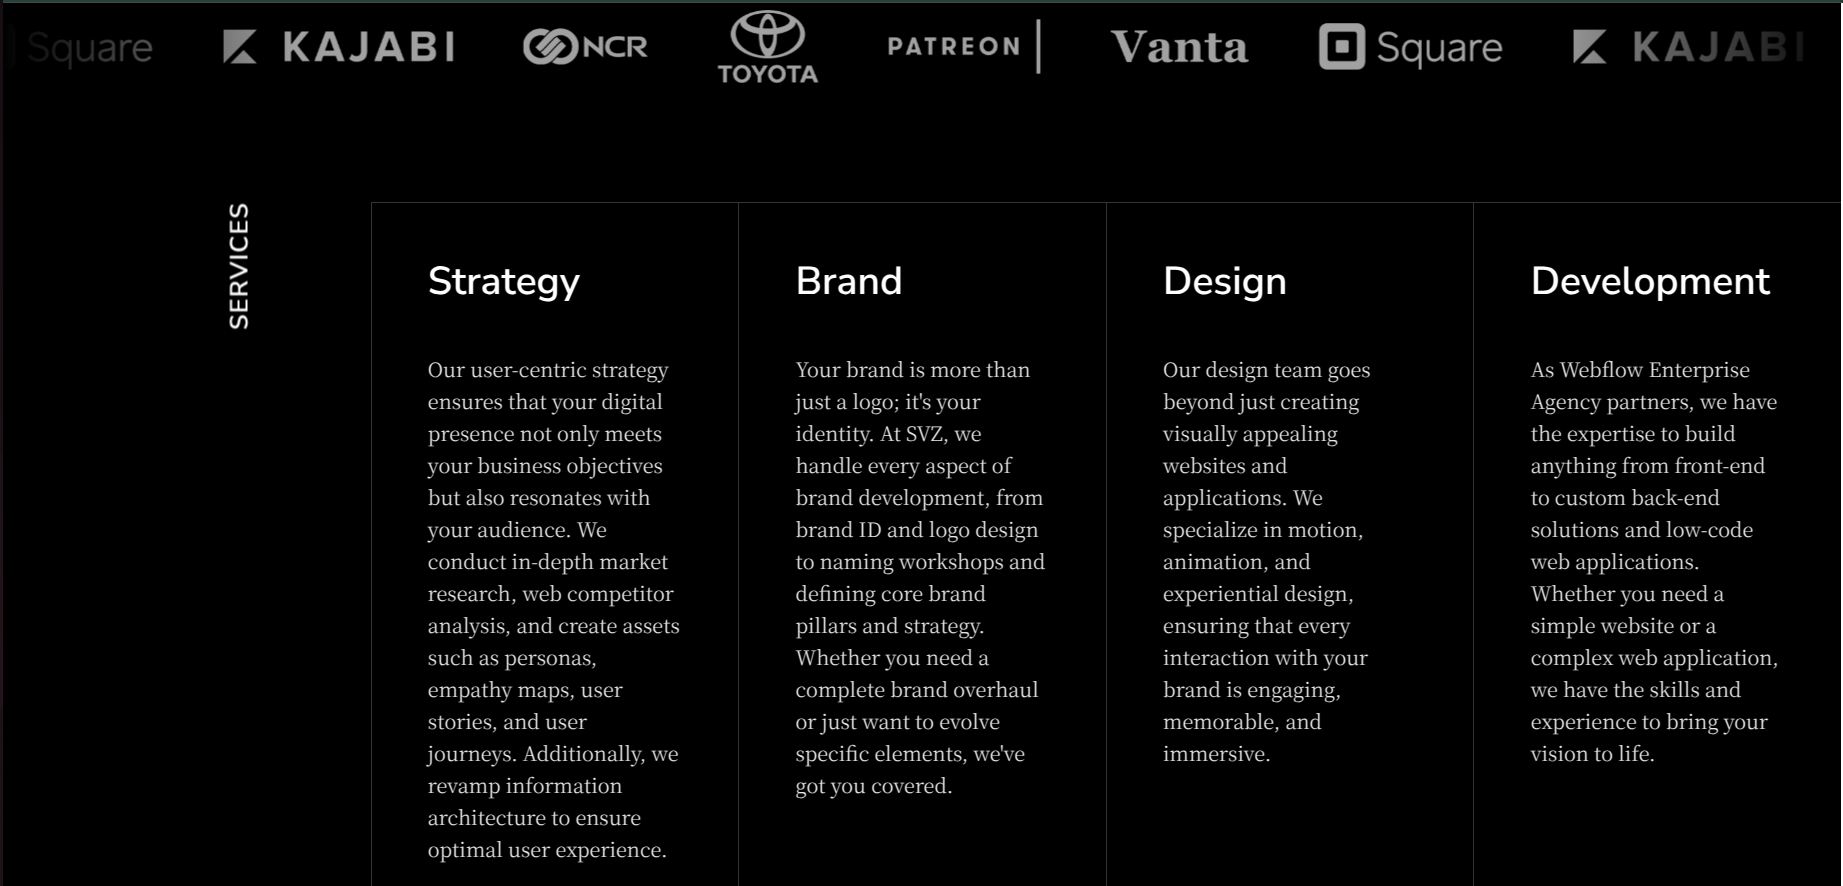 Square
KAJABI
NCR
TOYOTA
PATREON
Vanta
Square
KAJABI
SERVICES
Strategy
Our user-centric strategy
ensures that your digital
presence not only meets
your business objectives
but also resonates with
your audience. We
conduct in-depth market
research, web competitor
analysis, and create assets
such as personas,
empathy maps, user
stories, and user
journeys. Additionally, we
revamp information
architecture to ensure
optimal user experience.
Brand
Your brand is more than
just a logo; it's your
identity. At SVZ, we
handle every aspect of
brand development, from
brand ID and logo design
to naming workshops and
defining core brand
pillars and strategy.
Whether you need a
complete brand overhaul
or just want to evolve
specific elements, we've
got you covered.
Design
Our design team goes
beyond just creating
visually appealing
websites and
applications. We
specialize in motion,
animation, and
experiential design,
ensuring that every
interaction with your
brand is engaging,
memorable, and
immersive.
Development
As Webflow Enterprise
Agency partners, we have
the expertise to build
anything from front-end
to custom back-end
solutions and low-code
web applications.
Whether you need a
simple website or a
complex web application,
we have the skills and
experience to bring your
vision to life.